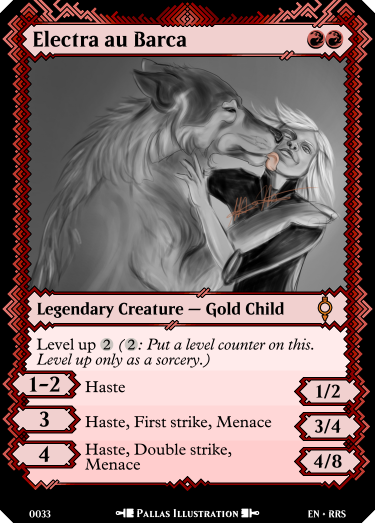 Electra au Barca
Legendary Creature — Gold Child
Level up 2 (2: Put a level counter on this.
Level up only as a sorcery.)
1-2 Haste 1/2
3 Haste, First strike, Menace 3/4
4 Haste, Double strike,
Menace 4/8
0033 Pallas Illustration EN • RRS